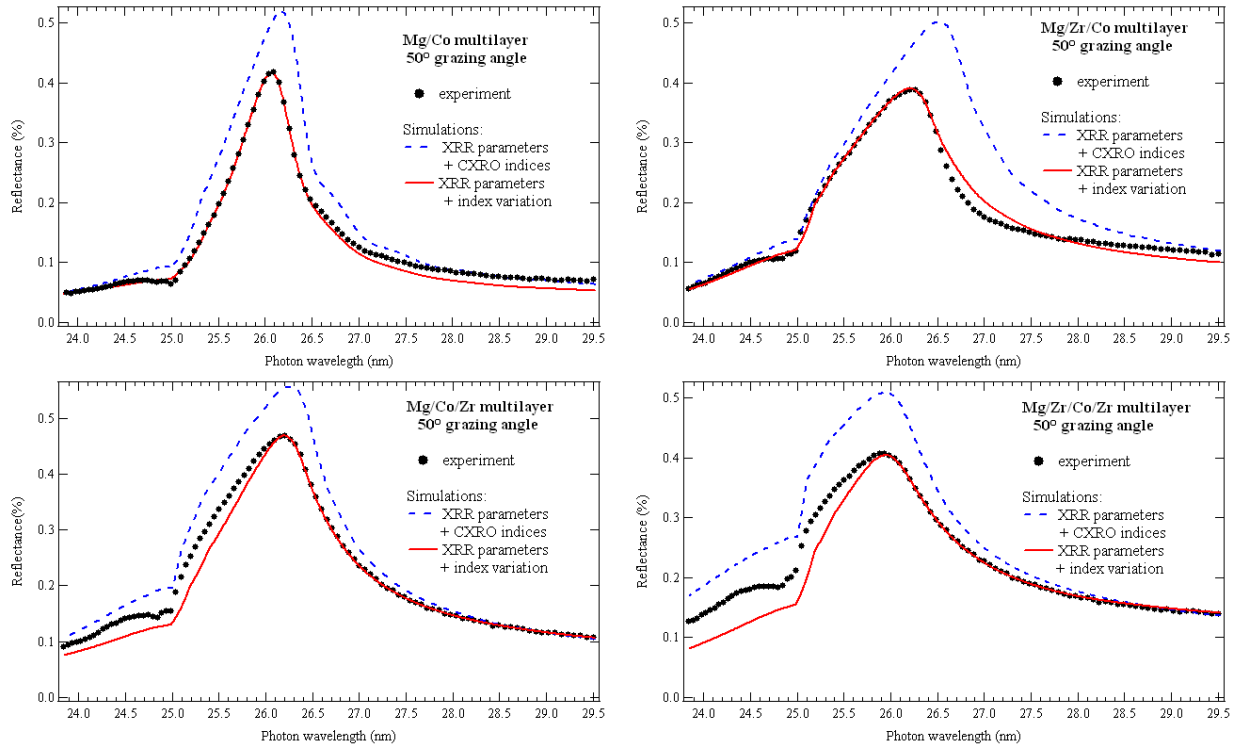 Mg/Co multilayer
50° grazing angle
experiment
Simulations:
XRR parameters
+ CXRO indices
XRR parameters
+ index variation
Reflectance (%)
0.5
0.4
0.3
0.2
0.1
0.0
24.0 24.5 25.0 25.5 26.0 26.5 27.0 27.5 28.0 28.5 29.0 29.5
Photon wavelegth (nm)
Mg/Zr/Co multilayer
50° grazing angle
experiment
Simulations:
XRR parameters
+ CXRO indices
XRR parameters
+ index variation
Reflectance (%)
0.5
0.4
0.3
0.2
0.1
0.0
24.0 24.5 25.0 25.5 26.0 26.5 27.0 27.5 28.0 28.5 29.0 29.5
Photon wavelegth (nm)
Mg/Co/Zr multilayer
50° grazing angle
experiment
Simulations:
XRR parameters
+ CXRO indices
XRR parameters
+ index variation
Reflectance(%)
0.5
0.4
0.3
0.2
0.1
0.0
24.0 24.5 25.0 25.5 26.0 26.5 27.0 27.5 28.0 28.5 29.0 29.5
Photon wavelength (nm)
Mg/Zr/Co/Zr multilayer
50° grazing angle
experiment
Simulations:
XRR parameters
+ CXRO indices
XRR parameters
+ index variation
Reflectance (%)
0.5
0.4
0.3
0.2
0.1
0.0
24.0 24.5 25.0 25.5 26.0 26.5 27.0 27.5 28.0 28.5 29.0 29.5
Photon wavelength (nm)